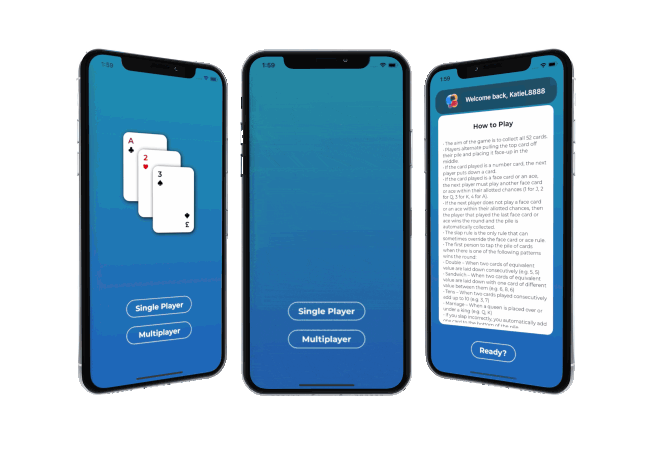 1:59
A
2
3
3
Single Player
Multiplayer
1:59
Single Player
Multiplayer
1:59
Welcome back, KatieL8888
How to Play
- The aim of the game is to collect all 52 cards
- Players alternate pulling the top card off
their pile and placing it face-up in the
middle
- If the card played is a number card, the next
player puts down a card.
- If the card played is a face card or an ace,
the next player must play another face card
or ace within their allotted chances (1 for J, 2
for Q, 3 for K, 4 for A).
- If the next player does not play a face card
or an ace within their allotted chances, then
the player that played the last face card or
ace wins the round and the pile is
automatically collected.
- The slap rule is the only rule that can
sometimes override the face card or ace rule.
- The first person to tap the pile of cards
when there is one of the following patterns
wins the round:
- Double – When two cards of equivalent
value are laid down consecutively (e.g. 5, 5)
- Sandwich – When two cards of equivalent
value are laid down with one card of different
value between them (e.g. 6, 8, 6)
- Tens – When two cards played consecutively
add up to 10 (e.g. 3, 7)
- Marriage – When a queen is placed over or
under a King (e.g. Q, K)
- If you slap incorrectly, you automatically add
one card to the bottom of the pile
Ready?